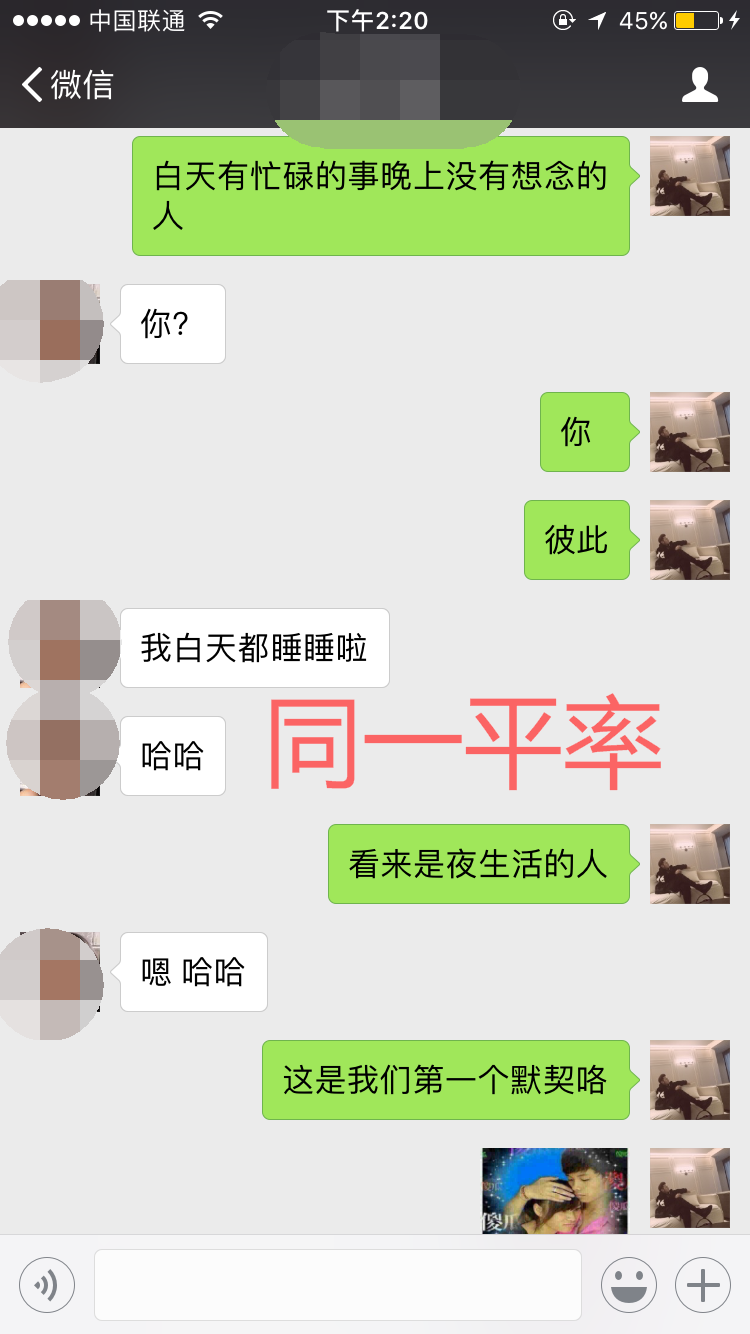 中国联通
下午2:20
45%
微信
白天有忙碌的事晚上没有想念的
人
你?
你
彼此
我白天都睡睡啦
哈哈
同一平率
看来是夜生活的人
嗯 哈哈
这是我们第一个默契咯